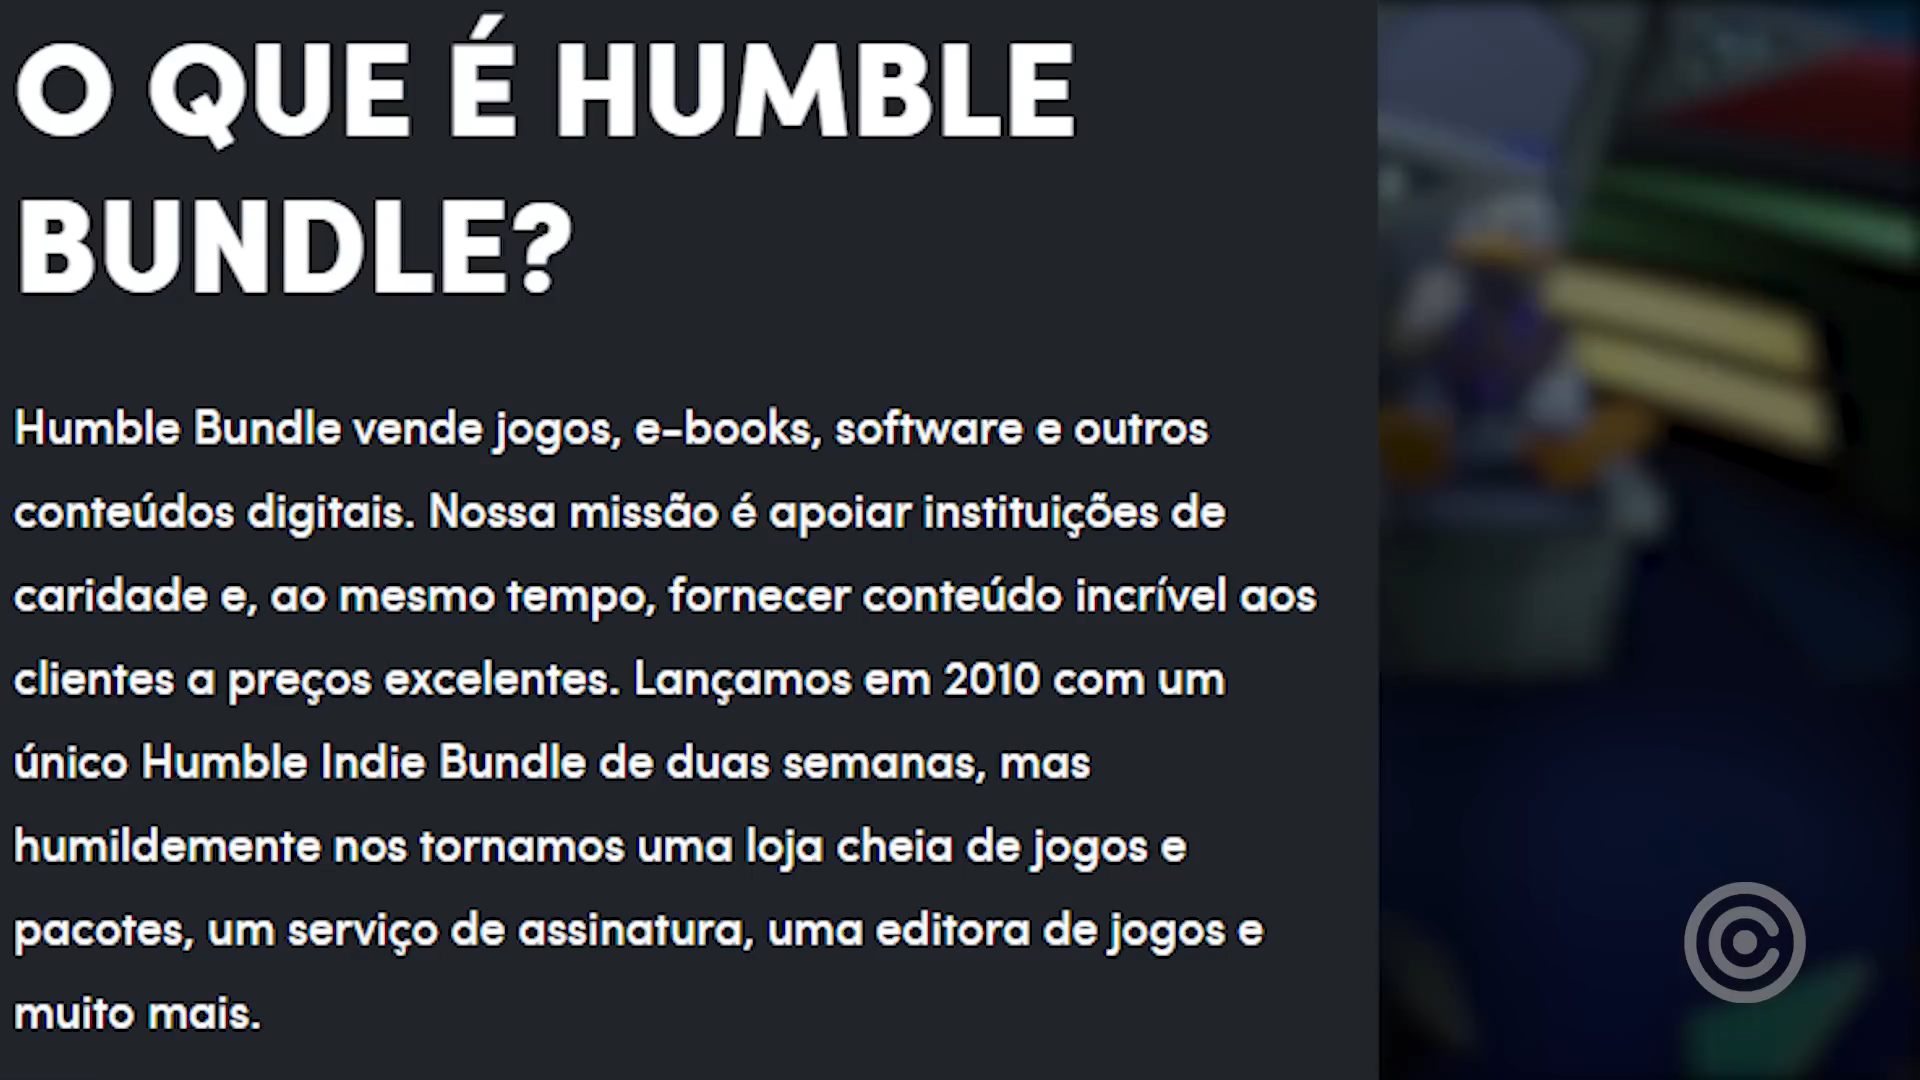 O QUE É HUMBLE
BUNDLE?
Humble Bundle vende jogos, e-books, software e outros
conteúdos digitais. Nossa missão é apoiar instituições de
caridade e, ao mesmo tempo, fornecer conteúdo incrível aos
clientes a preços excelentes. Lançamos em 2010 com um
único Humble Indie Bundle de duas semanas, mas
humildemente nos tornamos uma loja cheia de jogos e
pacotes, um serviço de assinatura, uma editora de jogos e
muito mais.